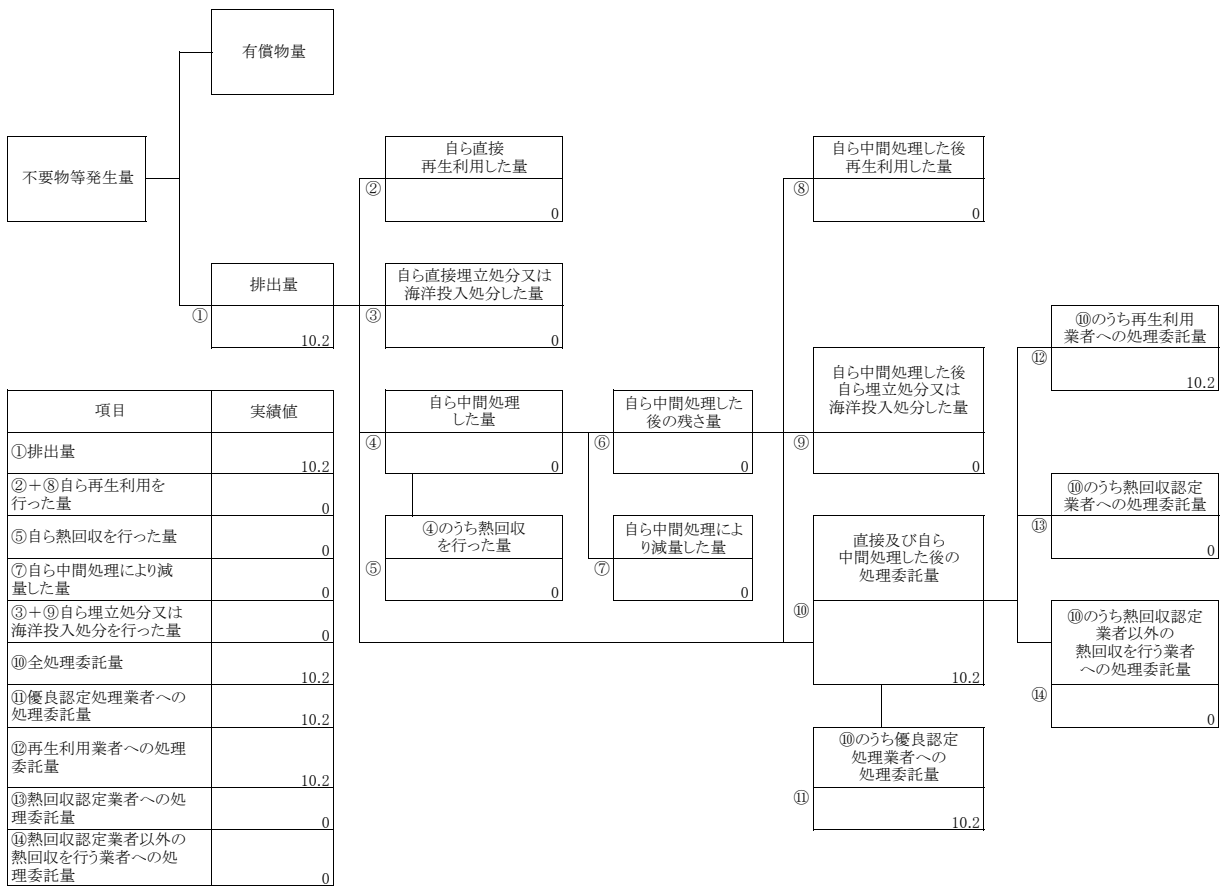 有償物量
不要物等発生量
自ら直接
再生利用した量
②
0
自ら中間処理した後
再生利用した量
⑧
0
排出量
①
10.2
自ら直接埋立処分又は
海洋投入処分した量
③
0
⑩のうち再生利用
業者への処理委託量
⑫
10.2
自ら中間処理
した量
④
0
自ら中間処理した
後の残さ量
⑥
0
自ら中間処理した後
自ら埋立処分又は
海洋投入処分した量
⑨
0
⑩のうち熱回収認定
業者への処理委託量
⑬
0
④のうち熱回収
を行った量
⑤
0
自ら中間処理によ
り減量した量
⑦
0
直接及び自ら
中間処理した後の
処理委託量
⑩
10.2
⑩のうち熱回収認定
業者以外の
熱回収を行う業者
への処理委託量
⑭
0
⑩のうち優良認定
処理業者への
処理委託量
⑪
10.2
項目 実績値
①排出量 10.2
②+⑧自ら再生利用を
行った量 0
⑤自ら熱回収を行った量 0
⑦自ら中間処理により減
量した量 0
③+⑨自ら埋立処分又は
海洋投入処分を行った量 0
⑩全処理委託量 10.2
⑪優良認定処理業者への
処理委託量 10.2
⑫再生利用業者への処理
委託量 10.2
⑬熱回収認定業者への処
理委託量 0
⑭熱回収認定業者以外の
熱回収を行う業者への処
理委託量 0